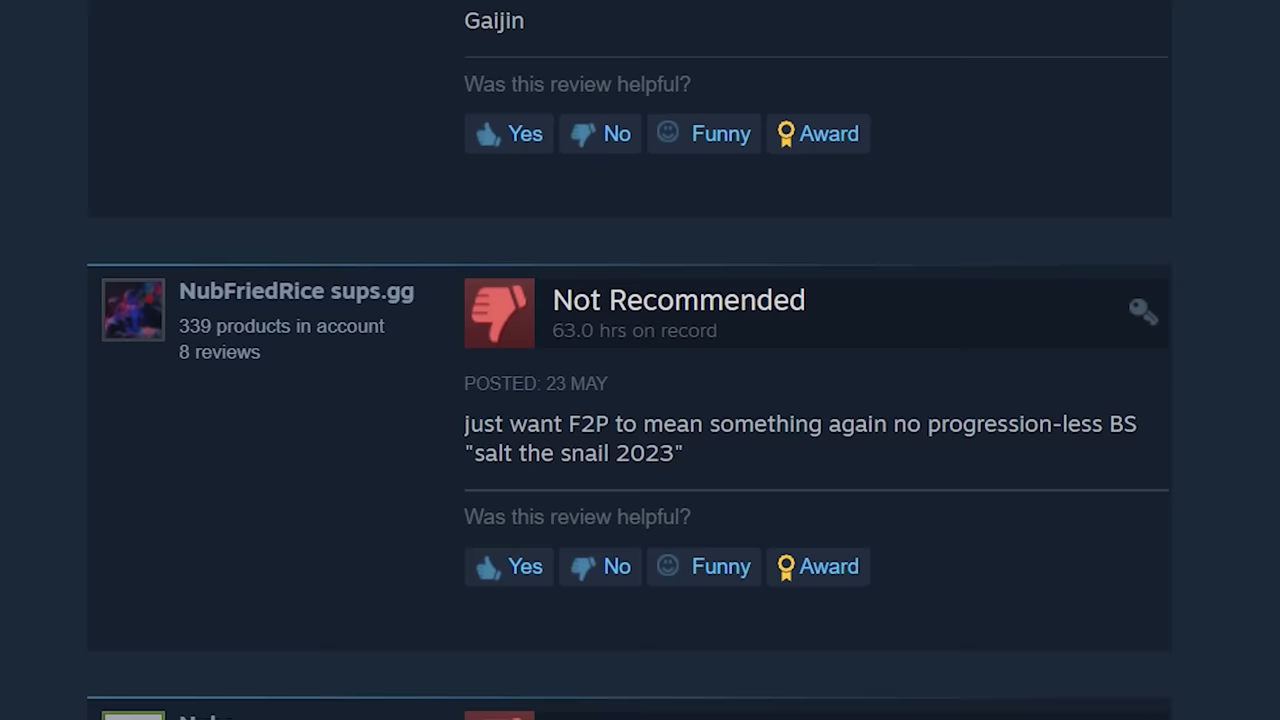 Gaijin
Was this review helpful?
Yes No Funny Award
NubFriedRice sups.gg
339 products in account
8 reviews
Not Recommended
63.0 hrs on record
POSTED: 23 MAY
just want F2P to mean something again no progression-less BS
"salt the snail 2023"
Was this review helpful?
Yes No Funny Award